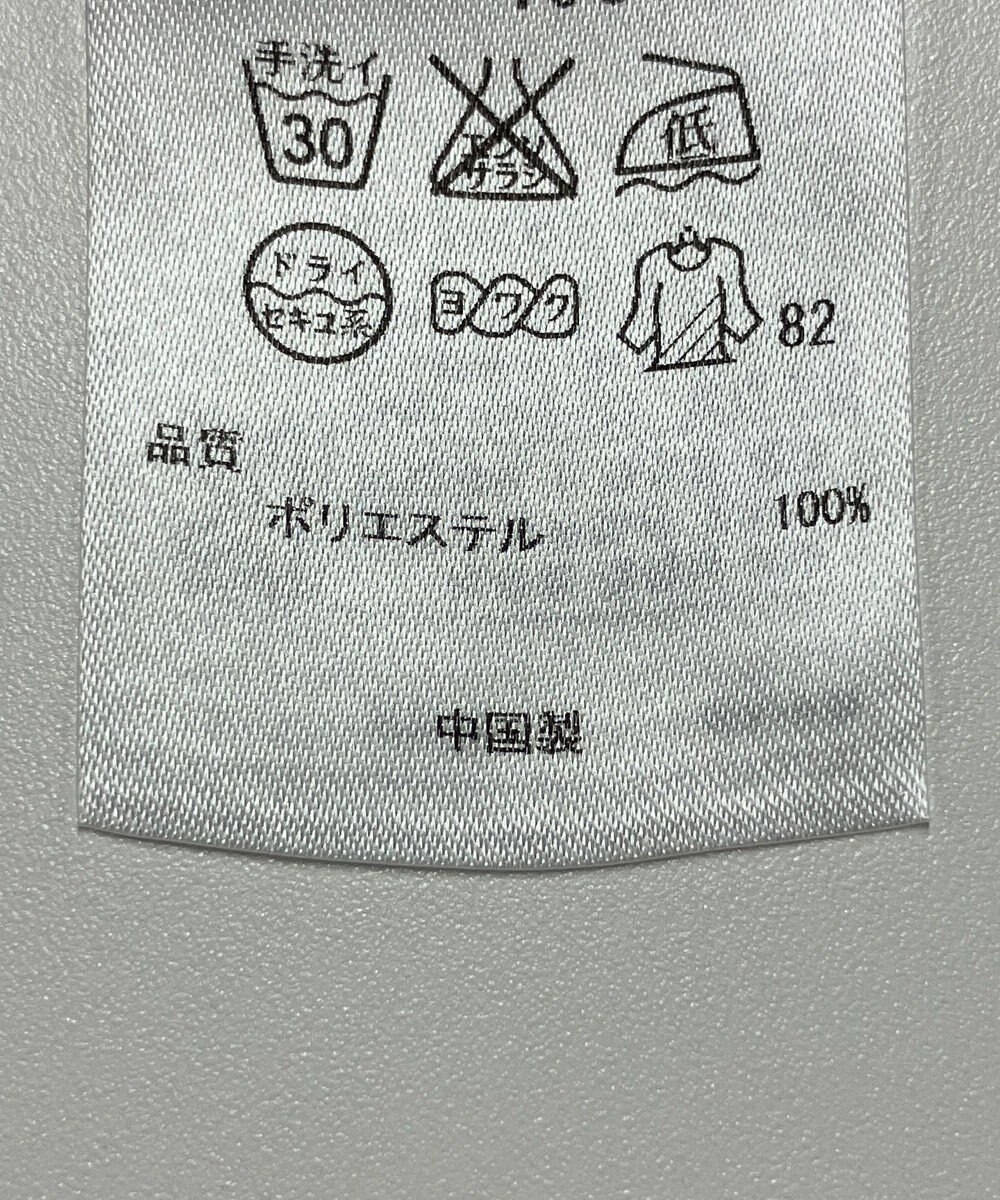 手洗イ
30
エンソ
サラシ
低
ドライ
セキユ系
ヨワク
82
品質
ポリエステル 100%
中国製